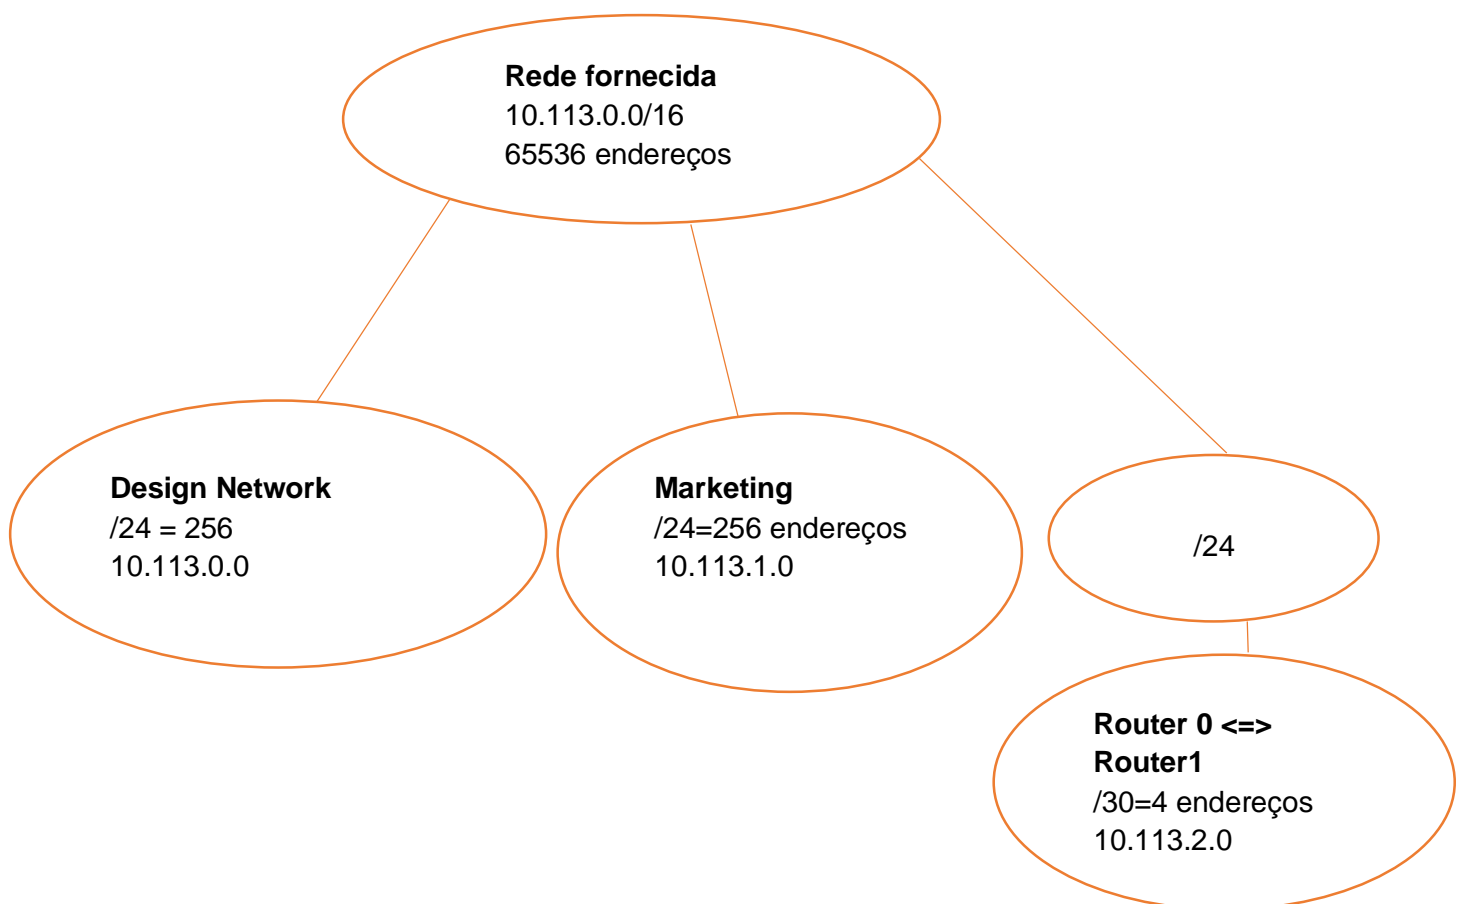 Rede fornecida
10.113.0.0/16
65536 endereços
Design Network
/24 = 256
10.113.0.0
Marketing
/24=256 endereços
10.113.1.0
/24
Router 0 <=>
Router1
/30=4 endereços
10.113.2.0